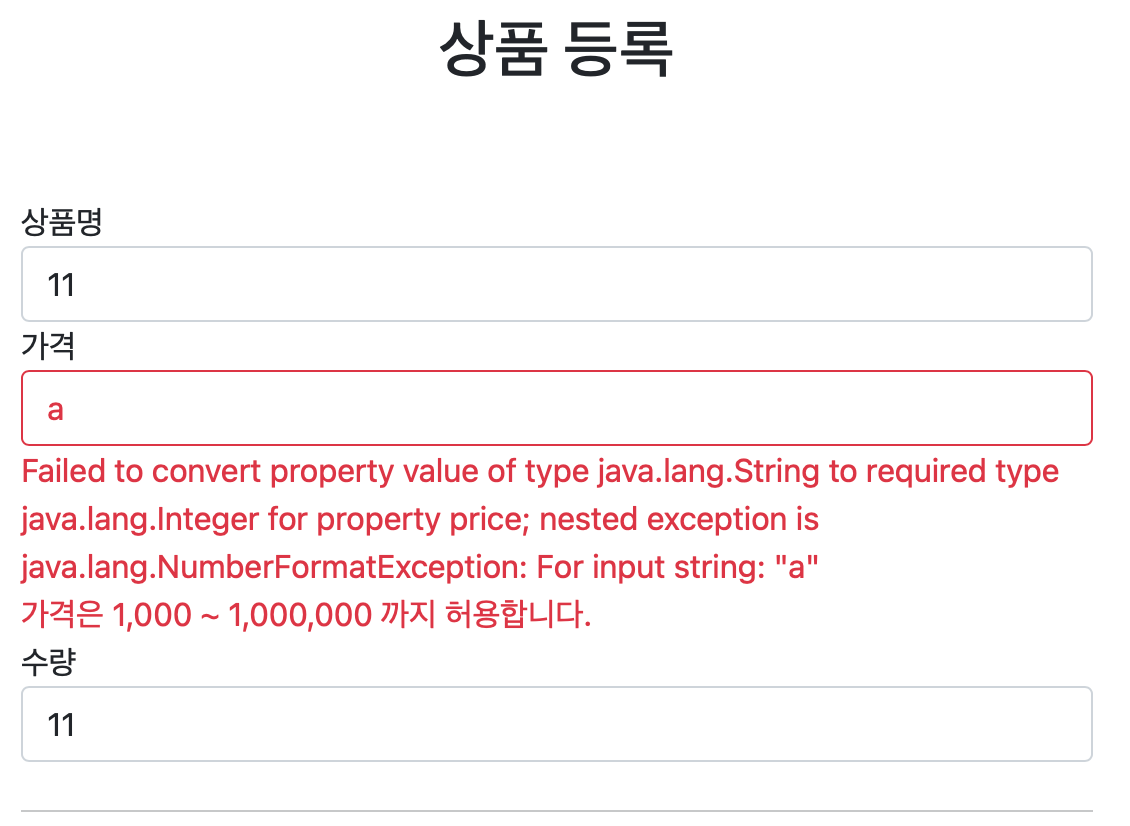 상품 등록
상품명
11
가격
a
Failed to convert property value of type java.lang.String to required type
java.lang.Integer for property price; nested exception is
java.lang.NumberFormatException: For input string: "a"
가격은 1,000 ~ 1,000,000 까지 허용합니다.
수량
11